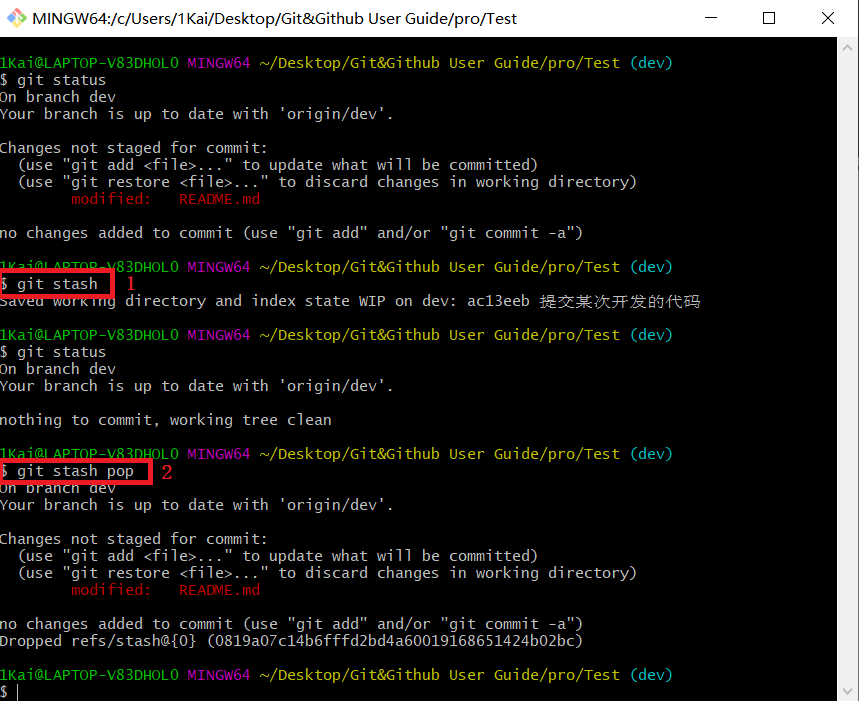 MINGW64:/c/Users/1Kai/Desktop/Git&Github User Guide/pro/Test
1Kai@LAPTOP-V83DHOL0 MINGW64 ~/Desktop/Git&Github User Guide/pro/Test (dev)
$ git status
On branch dev
Your branch is up to date with 'origin/dev'.
Changes not staged for commit:
(use "git add <file>..." to update what will be committed)
(use "git restore <file>..." to discard changes in working directory)
modified: README.md
no changes added to commit (use "git add" and/or "git commit -a")
1Kai@LAPTOP-V83DHOL0 MINGW64 ~/Desktop/Git&Github User Guide/pro/Test (dev)
$ git stash 1
Saved working directory and index state WIP on dev: ac13eeb 提交某次开发的代码
1Kai@LAPTOP-V83DHOL0 MINGW64 ~/Desktop/Git&Github User Guide/pro/Test (dev)
$ git status
On branch dev
Your branch is up to date with 'origin/dev'.
nothing to commit, working tree clean
1Kai@LAPTOP-V83DHOL0 MINGW64 ~/Desktop/Git&Github User Guide/pro/Test (dev)
$ git stash pop 2
On branch dev
Your branch is up to date with 'origin/dev'.
Changes not staged for commit:
(use "git add <file>..." to update what will be committed)
(use "git restore <file>..." to discard changes in working directory)
modified: README.md
no changes added to commit (use "git add" and/or "git commit -a")
Dropped refs/stash@{0} (0819a07c14b6fffd2bd4a60019168651424b02bc)
1Kai@LAPTOP-V83DHOL0 MINGW64 ~/Desktop/Git&Github User Guide/pro/Test (dev)
$